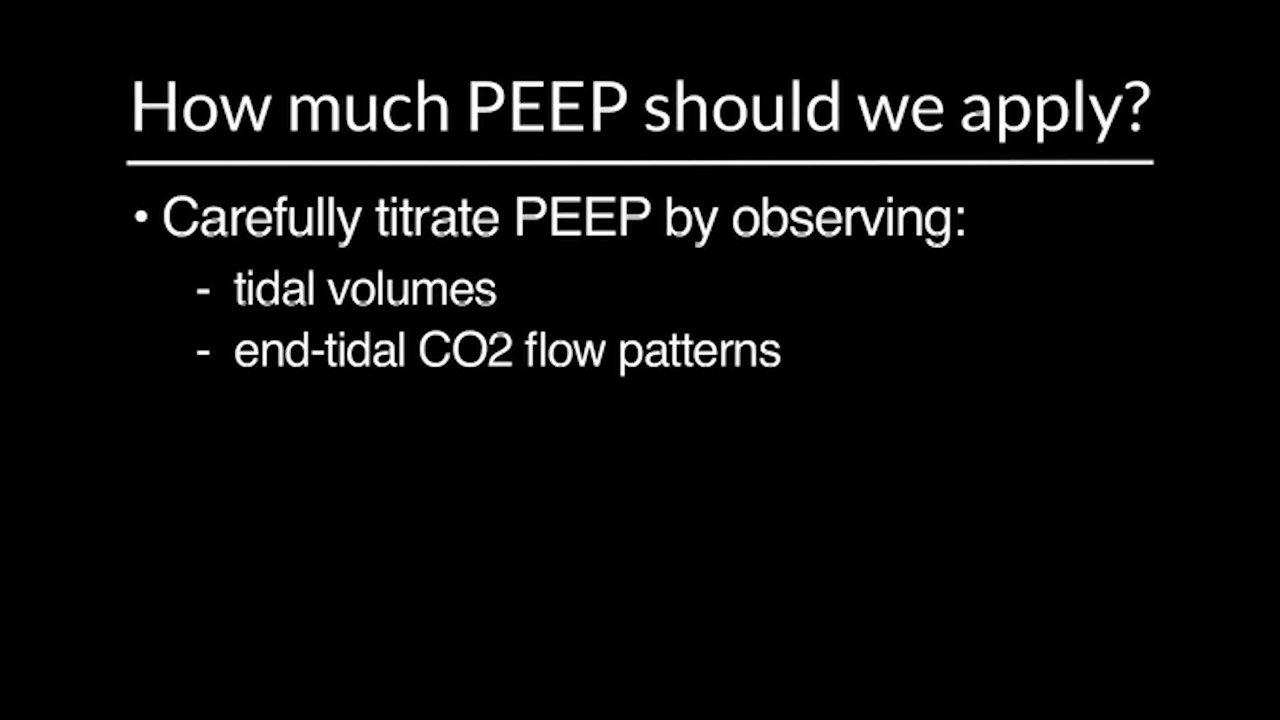 How much PEEP should we apply?
• Carefully titrate PEEP by observing:
- tidal volumes
- end-tidal CO2 flow patterns